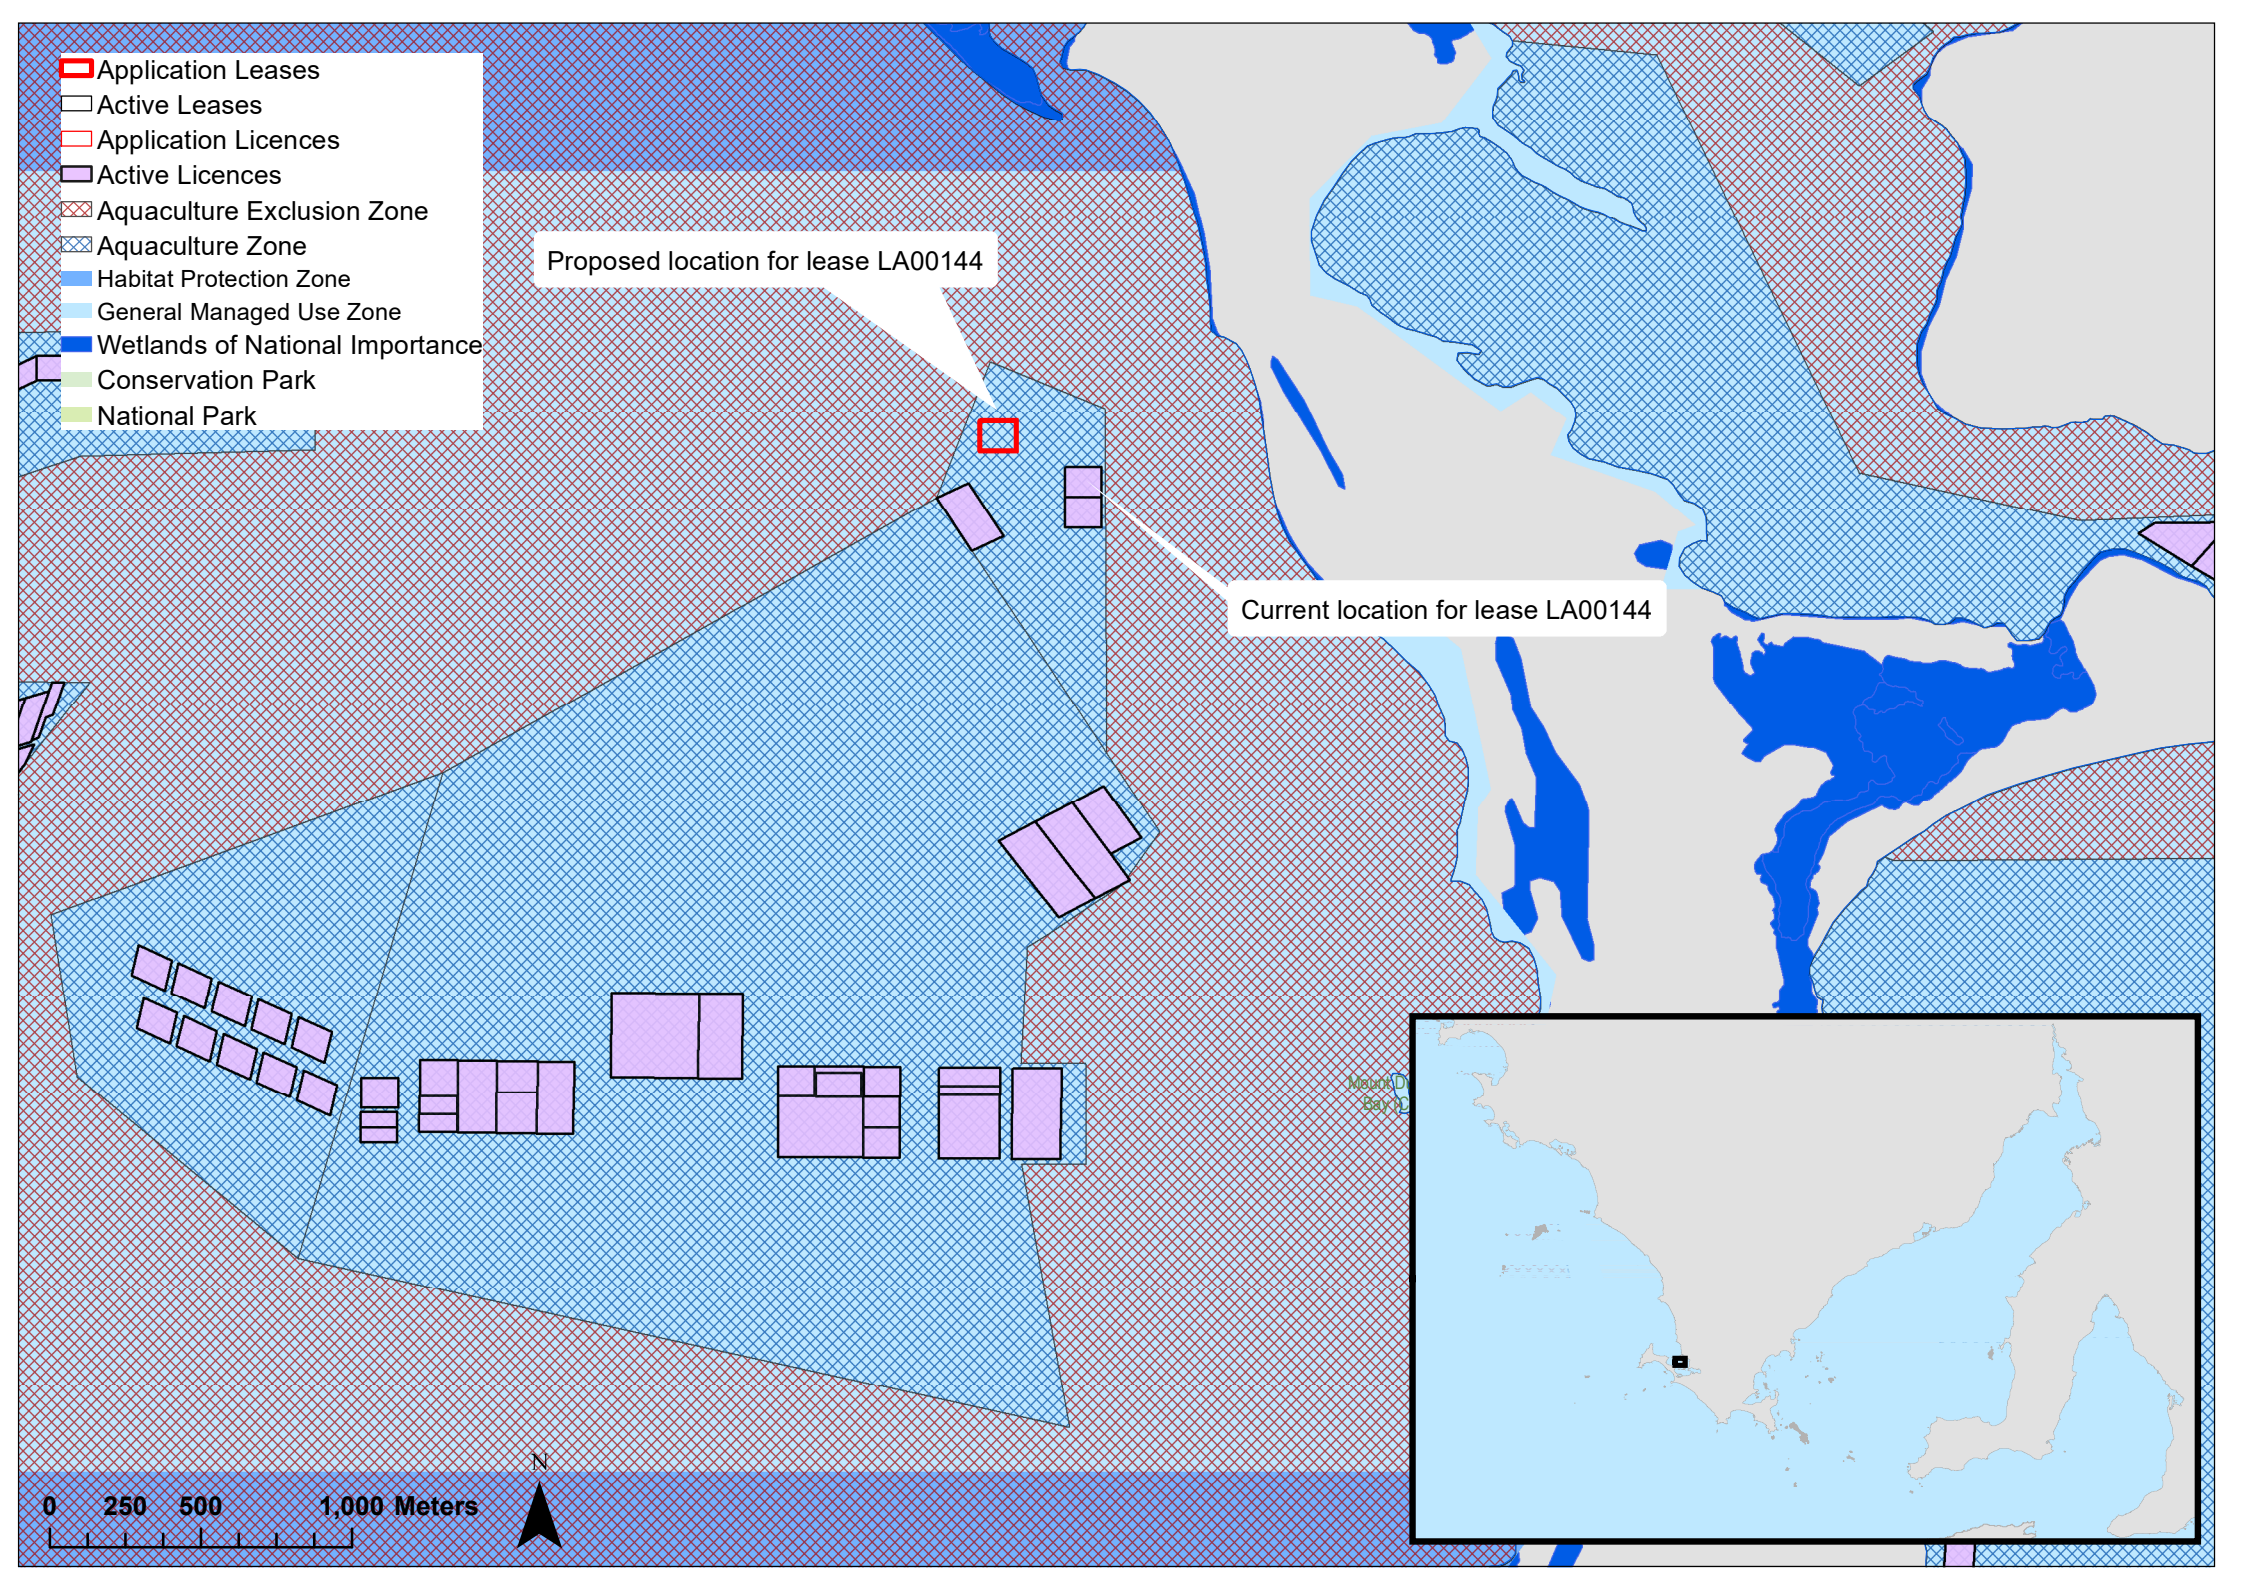 Application Leases
Active Leases
Application Licences
Active Licences
Aquaculture Exclusion Zone
Aquaculture Zone
Habitat Protection Zone
General Managed Use Zone
Wetlands of National Importance
Conservation Park
National Park
Proposed location for lease LA00144
Current location for lease LA00144
Mount D
Bay (C
N
0 250 500 1,000 Meters